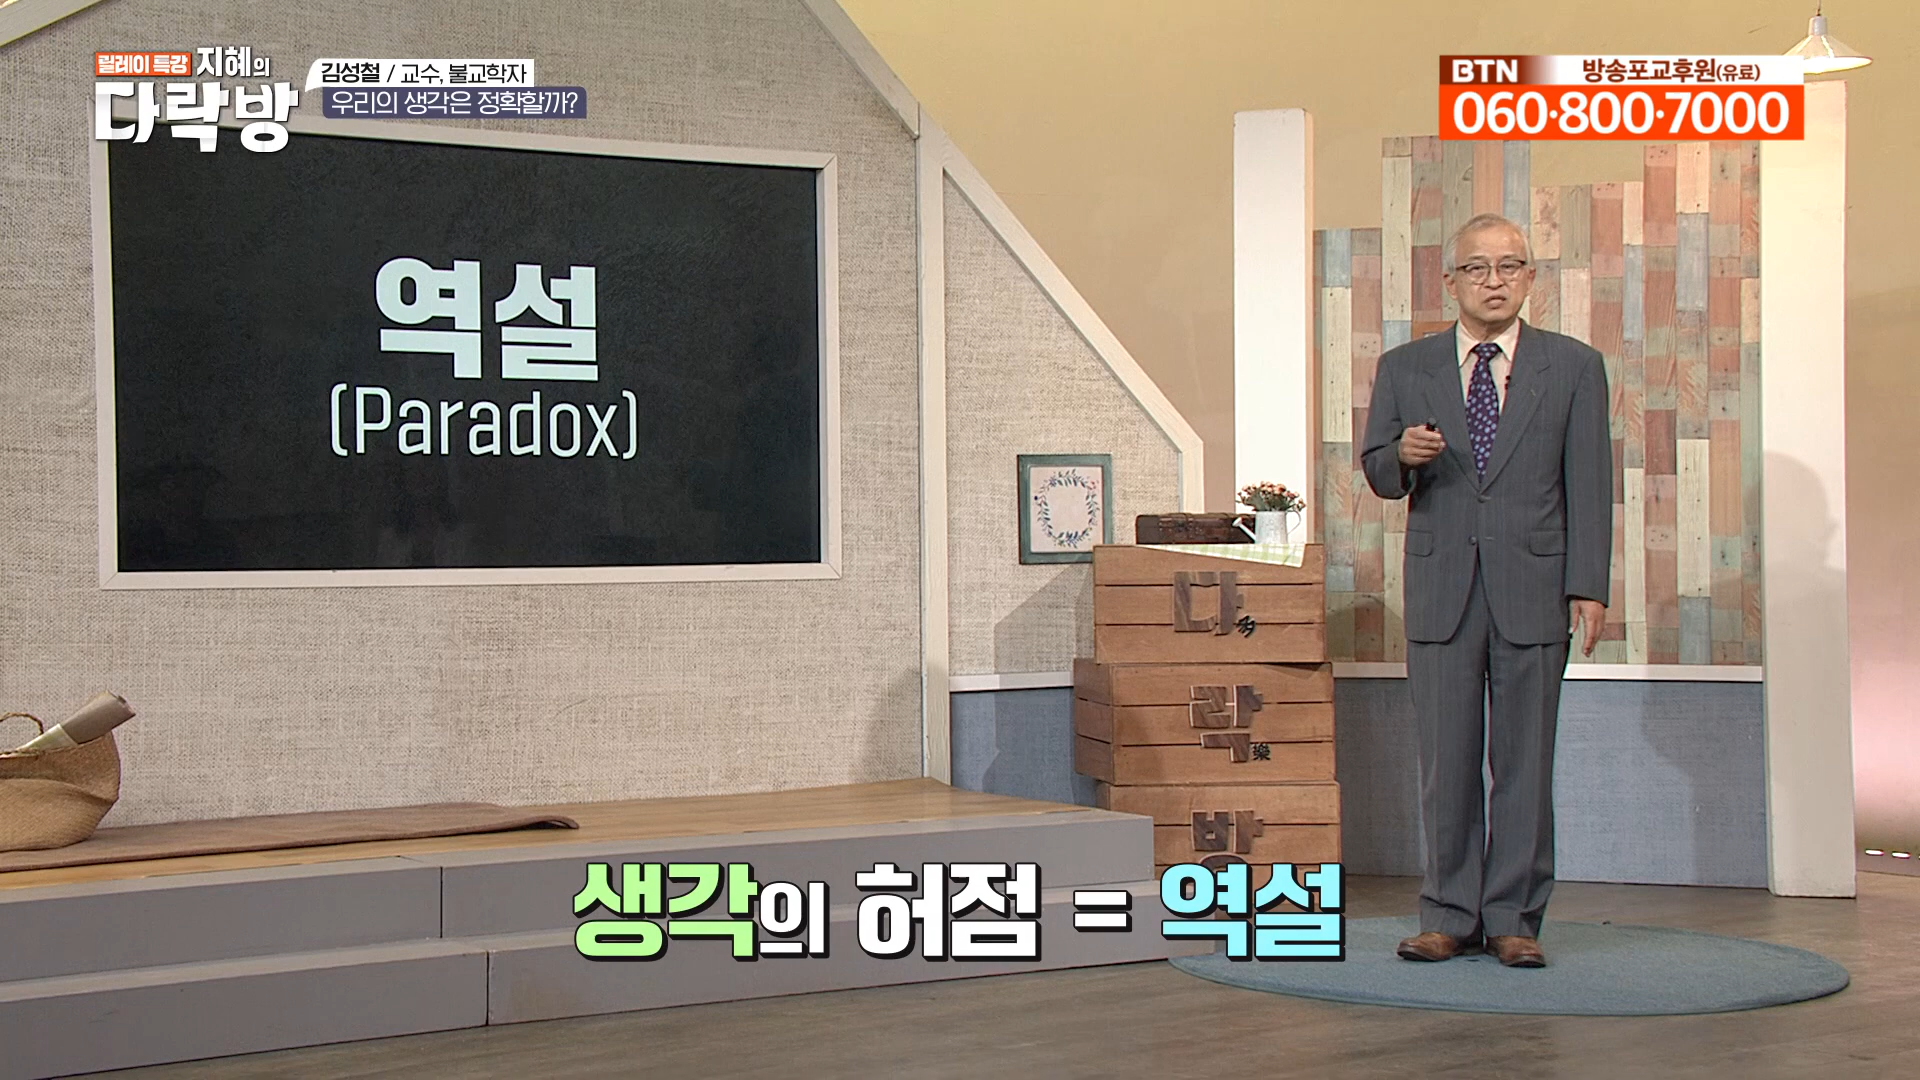 릴레이 특강 지혜의
다락방
김성철 / 교수, 불교학자
우리의 생각은 정확할까?
BTN 방송포교후원(유료)
060·800·7000
역설
(Paradox)
다 多
락 樂
방
생각의 허점 = 역설